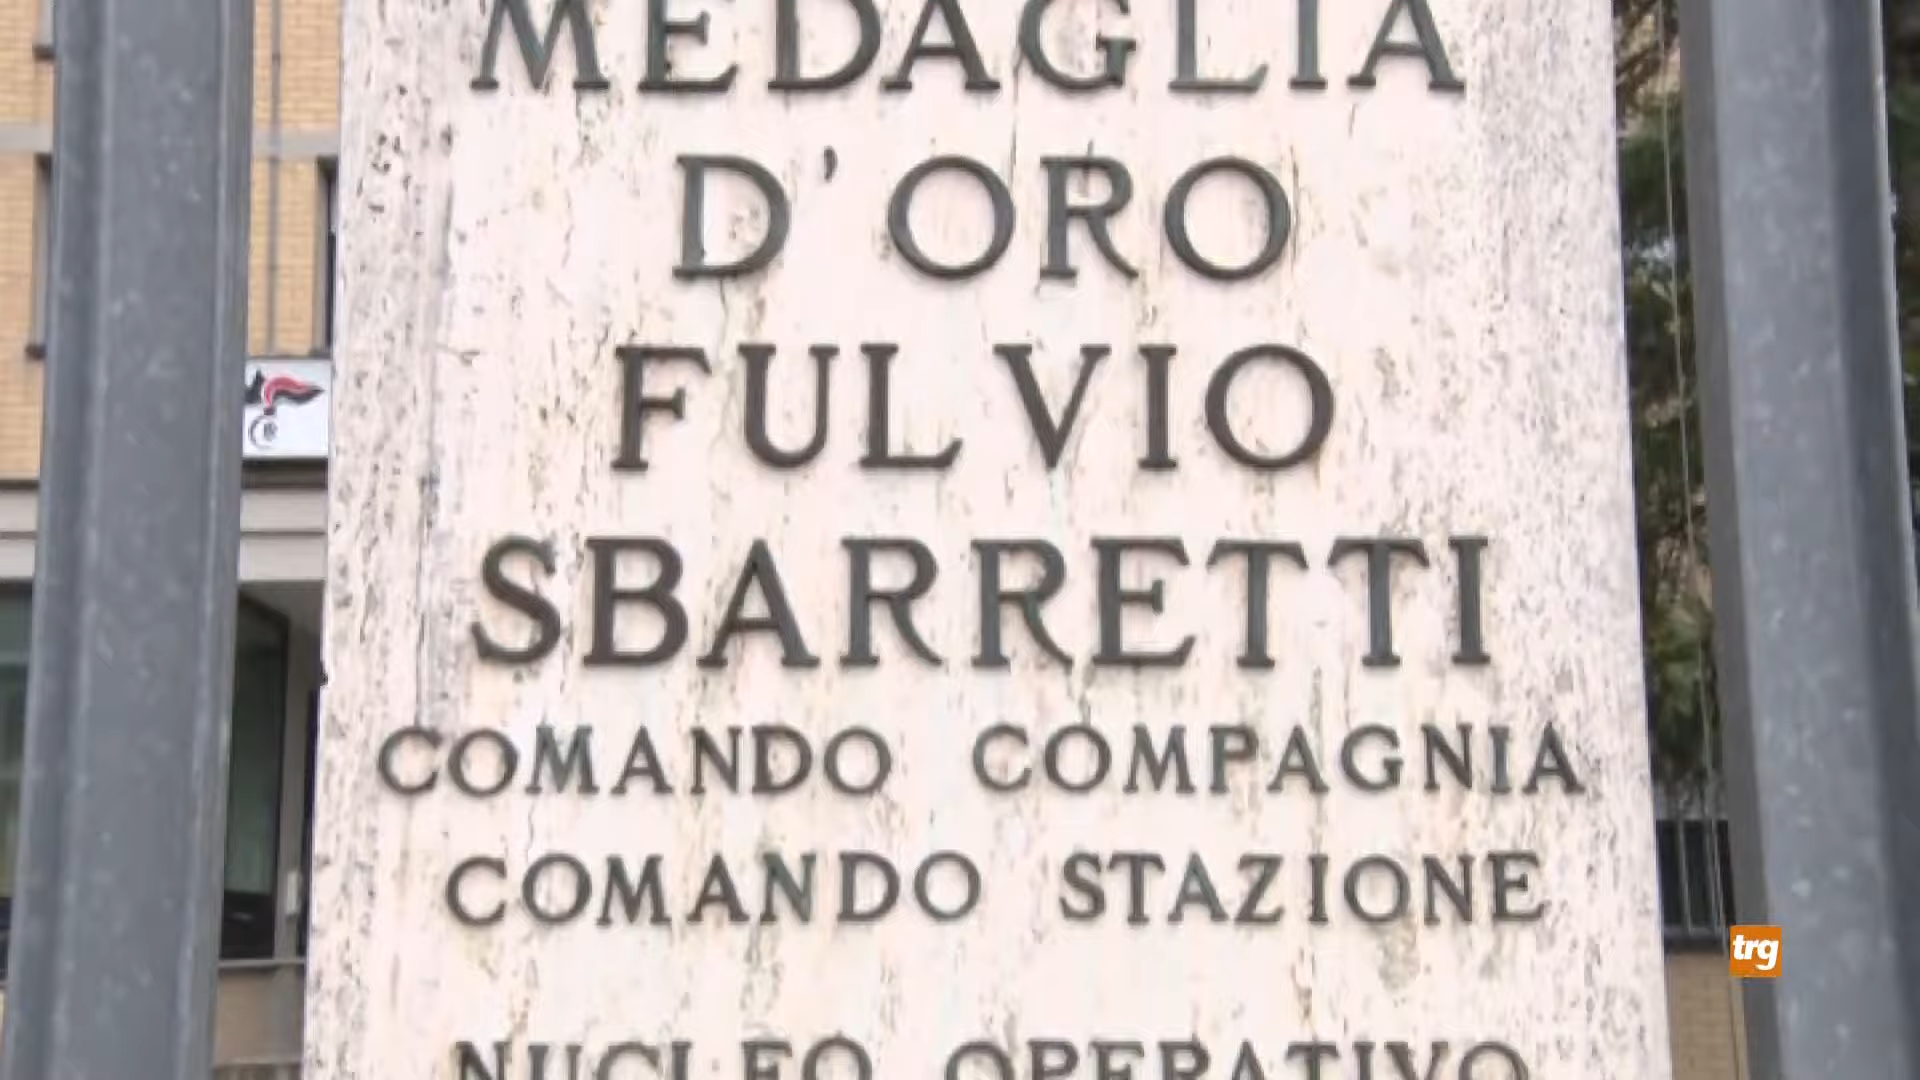 MEDAGLIA
D'ORO
FULVIO
SBARRETTI
COMANDO COMPAGNIA
COMANDO STAZIONE
NUCLEO OPERATIVO
trg